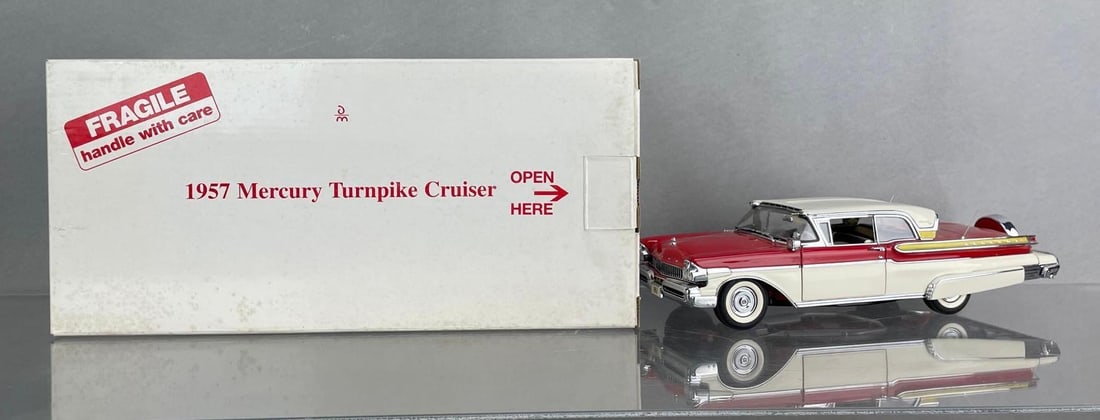 FRAGILE
handle with care
1957 Mercury Turnpike Cruiser
OPEN
HERE